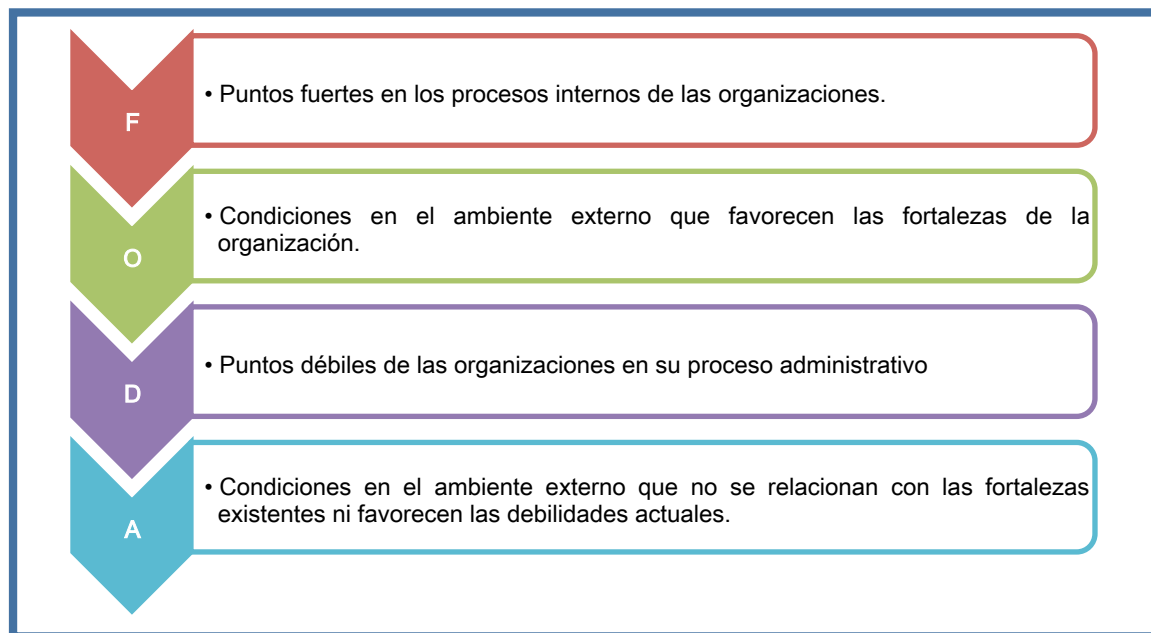 F
• Puntos fuertes en los procesos internos de las organizaciones.
O
• Condiciones en el ambiente externo que favorecen las fortalezas de la
organización.
D
• Puntos débiles de las organizaciones en su proceso administrativo
A
• Condiciones en el ambiente externo que no se relacionan con las fortalezas
existentes ni favorecen las debilidades actuales.